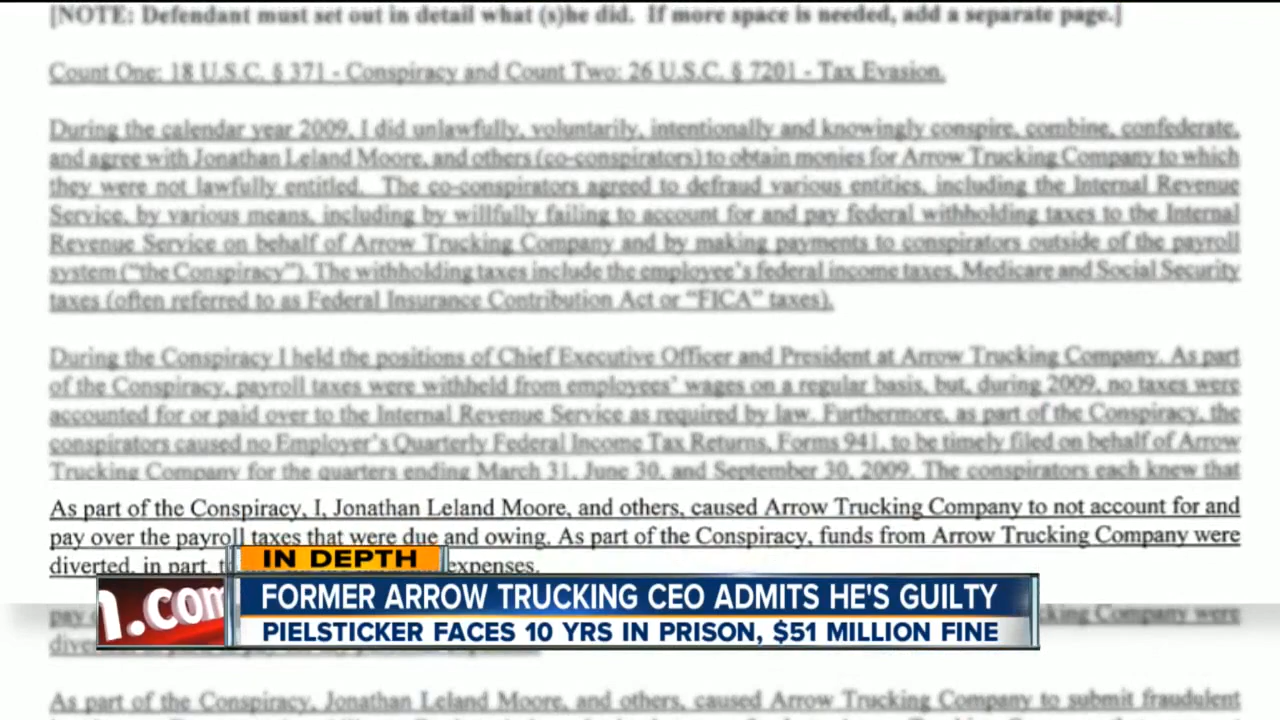 [NOTE: Defendant must set out in detail what (s)he did. If more space is needed, add a separate page.]
Count One: 18 U.S.C. § 371 - Conspiracy and Count Two: 26 U.S.C. § 7201 - Tax Evasion.
During the calendar year 2009, I did unlawfully, voluntarily, intentionally and knowingly conspire, combine, confederate,
and agree with Jonathan Leland Moore, and others (co-conspirators) to obtain monies for Arrow Trucking Company to which
they were not lawfully entitled. The co-conspirators agreed to defraud various entities, including the Internal Revenue
Service, by various means, including by willfully failing to account for and pay federal withholding taxes to the Internal
Revenue Service on behalf of Arrow Trucking Company and by making payments to conspirators outside of the payroll
system ("the Conspiracy"). The withholding taxes include the employee's federal income taxes, Medicare and Social Security
taxes (often referred to as Federal Insurance Contribution Act or "FICA" taxes).
During the Conspiracy I held the positions of Chief Executive Officer and President at Arrow Trucking Company. As part
of the Conspiracy, payroll taxes were withheld from employees' wages on a regular basis, but, during 2009, no taxes were
accounted for or paid over to the Internal Revenue Service as required by law. Furthermore, as part of the Conspiracy, the
conspirators caused no Employer's Quarterly Federal Income Tax Returns, Forms 941, to be timely filed on behalf of Arrow
Trucking Company for the quarters ending March 31, June 30, and September 30, 2009. The conspirators each knew that
As part of the Conspiracy, I, Jonathan Leland Moore, and others, caused Arrow Trucking Company to not account for and
pay over the payroll taxes that were due and owing. As part of the Conspiracy, funds from Arrow Trucking Company were
diverted, in part, expenses.
IN DEPTH
1.com
FORMER ARROW TRUCKING CEO ADMITS HE'S GUILTY
PIELSTICKER FACES 10 YRS IN PRISON, $51 MILLION FINE
pay Trucking Company were
As part of the Conspiracy, Jonathan Leland Moore, and others, caused Arrow Trucking Company to submit fraudulent